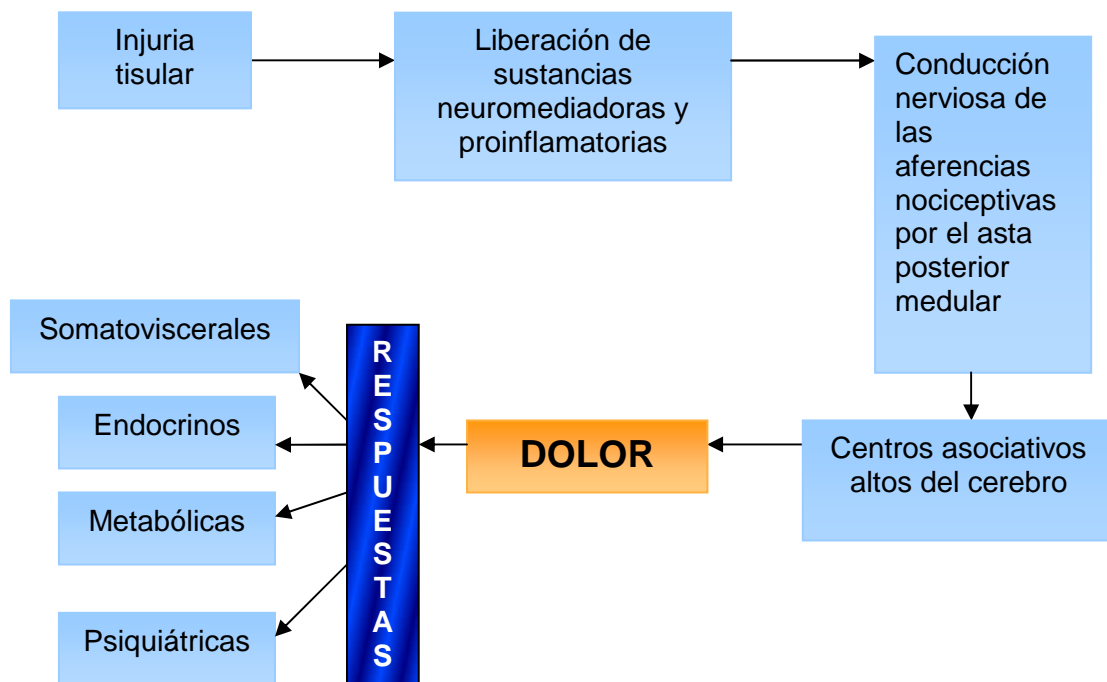 Injuria
tisular
Liberación de
sustancias
neuromediadoras y
proinflamatorias
Conducción
nerviosa de
las
aferencias
nociceptivas
por el asta
posterior
medular
Centros asociativos
altos del cerebro
DOLOR
RESPUESTAS
Somatoviscerales
Endocrinos
Metabólicas
Psiquiátricas